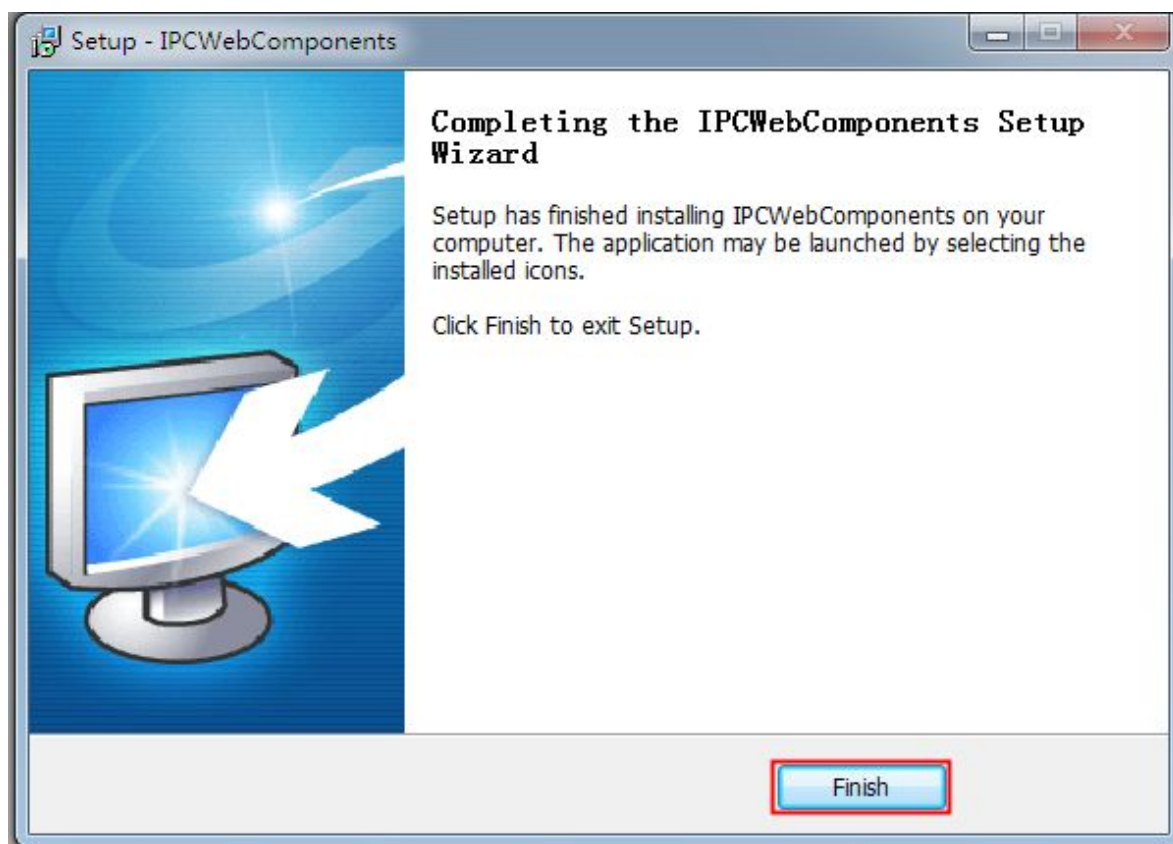 Setup - IPCWebComponents
Completing the IPCWebComponents Setup
Wizard
Setup has finished installing IPCWebComponents on your
computer. The application may be launched by selecting the
installed icons.
Click Finish to exit Setup.
Finish